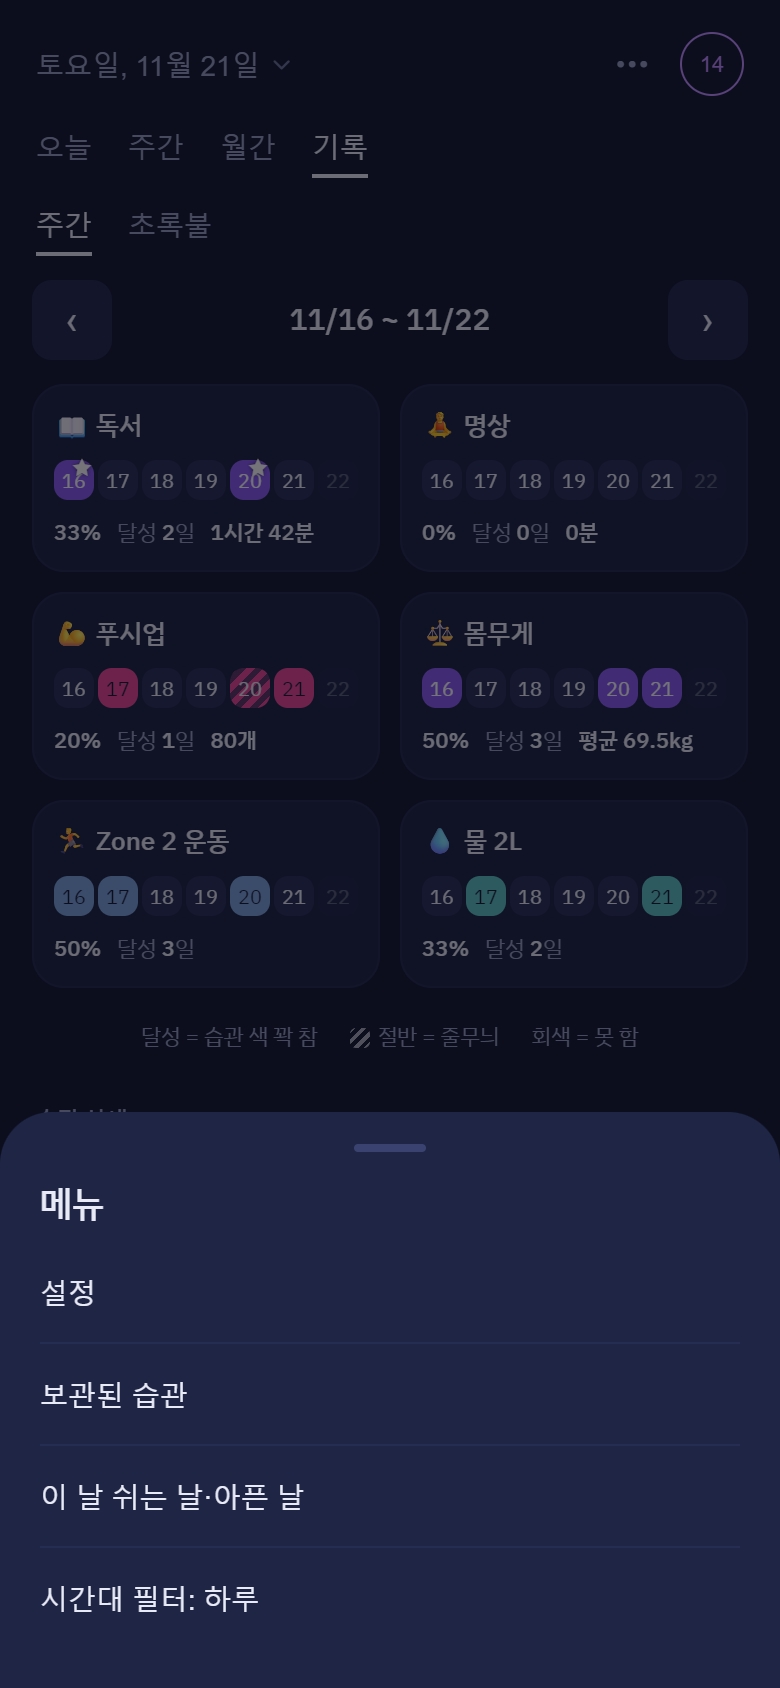 토요일, 11월 21일
14
오늘 주간 월간 기록
주간 초록불
11/16 ~ 11/22
독서
16 17 18 19 20 21 22
33% 달성 2일 1시간 42분
명상
16 17 18 19 20 21 22
0% 달성 0일 0분
푸시업
16 17 18 19 20 21 22
20% 달성 1일 80개
몸무게
16 17 18 19 20 21 22
50% 달성 3일 평균 69.5kg
Zone 2 운동
16 17 18 19 20 21 22
50% 달성 3일
물 2L
16 17 18 19 20 21 22
33% 달성 2일
달성 = 습관 색 꽉 참 절반 = 줄무늬 회색 = 못 함
메뉴
설정
보관된 습관
이 날 쉬는 날·아픈 날
시간대 필터: 하루